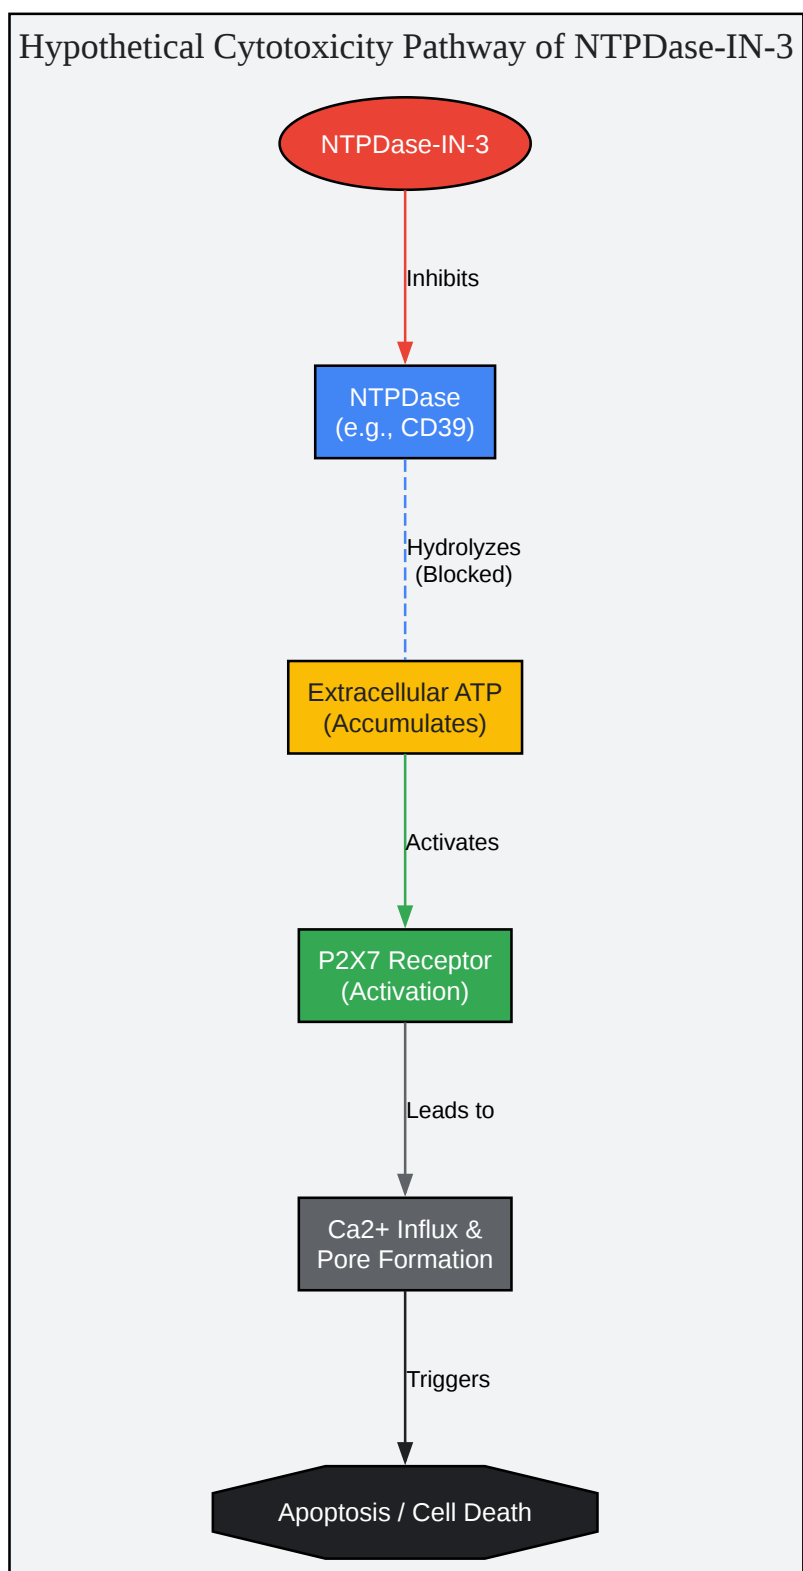 Hypothetical Cytotoxicity Pathway of NTPDase-IN-3
NTPDase-IN-3
Inhibits
NTPDase
(e.g., CD39)
Hydrolyzes
(Blocked)
Extracellular ATP
(Accumulates)
Activates
P2X7 Receptor
(Activation)
Leads to
Ca2+ Influx &
Pore Formation
Triggers
Apoptosis / Cell Death